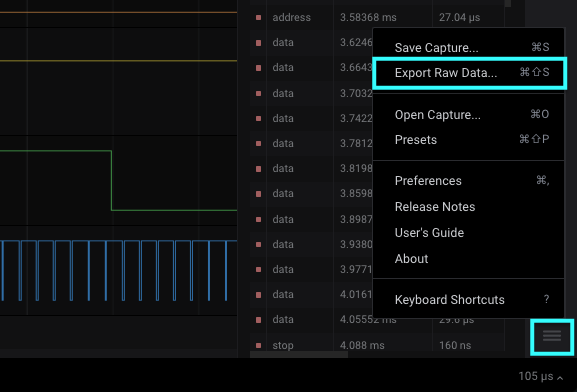 address 3.58368 ms 27.04 µs
data 3.6246
data 3.6643
data 3.7032
data 3.7422
data 3.7812
data 3.8198
data 3.8598
data 3.8987
data 3.9380
data 3.9771
data 4.0161
data 4.05552 ms 29.6 µs
stop 4.088 ms 160 ns
Save Capture... ⌘S
Export Raw Data... ⌘⇧S
Open Capture... ⌘O
Presets ⌘⇧P
Preferences ⌘,
Release Notes
User's Guide
About
Keyboard Shortcuts ?
105 µs